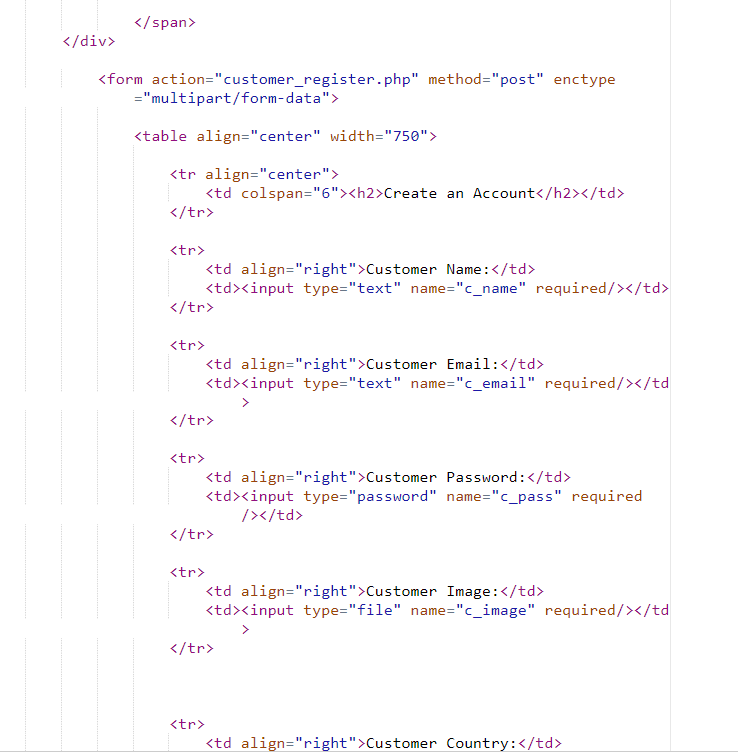 </span>
</div>
<form action="customer_register.php" method="post" enctype
="multipart/form-data">
<table align="center" width="750">
<tr align="center">
<td colspan="6"><h2>Create an Account</h2></td>
</tr>
<tr>
<td align="right">Customer Name:</td>
<td><input type="text" name="c_name" required/></td>
</tr>
<tr>
<td align="right">Customer Email:</td>
<td><input type="text" name="c_email" required/></td
>
</tr>
<tr>
<td align="right">Customer Password:</td>
<td><input type="password" name="c_pass" required
/></td>
</tr>
<tr>
<td align="right">Customer Image:</td>
<td><input type="file" name="c_image" required/></td
>
</tr>
<tr>
<td align="right">Customer Country:</td>